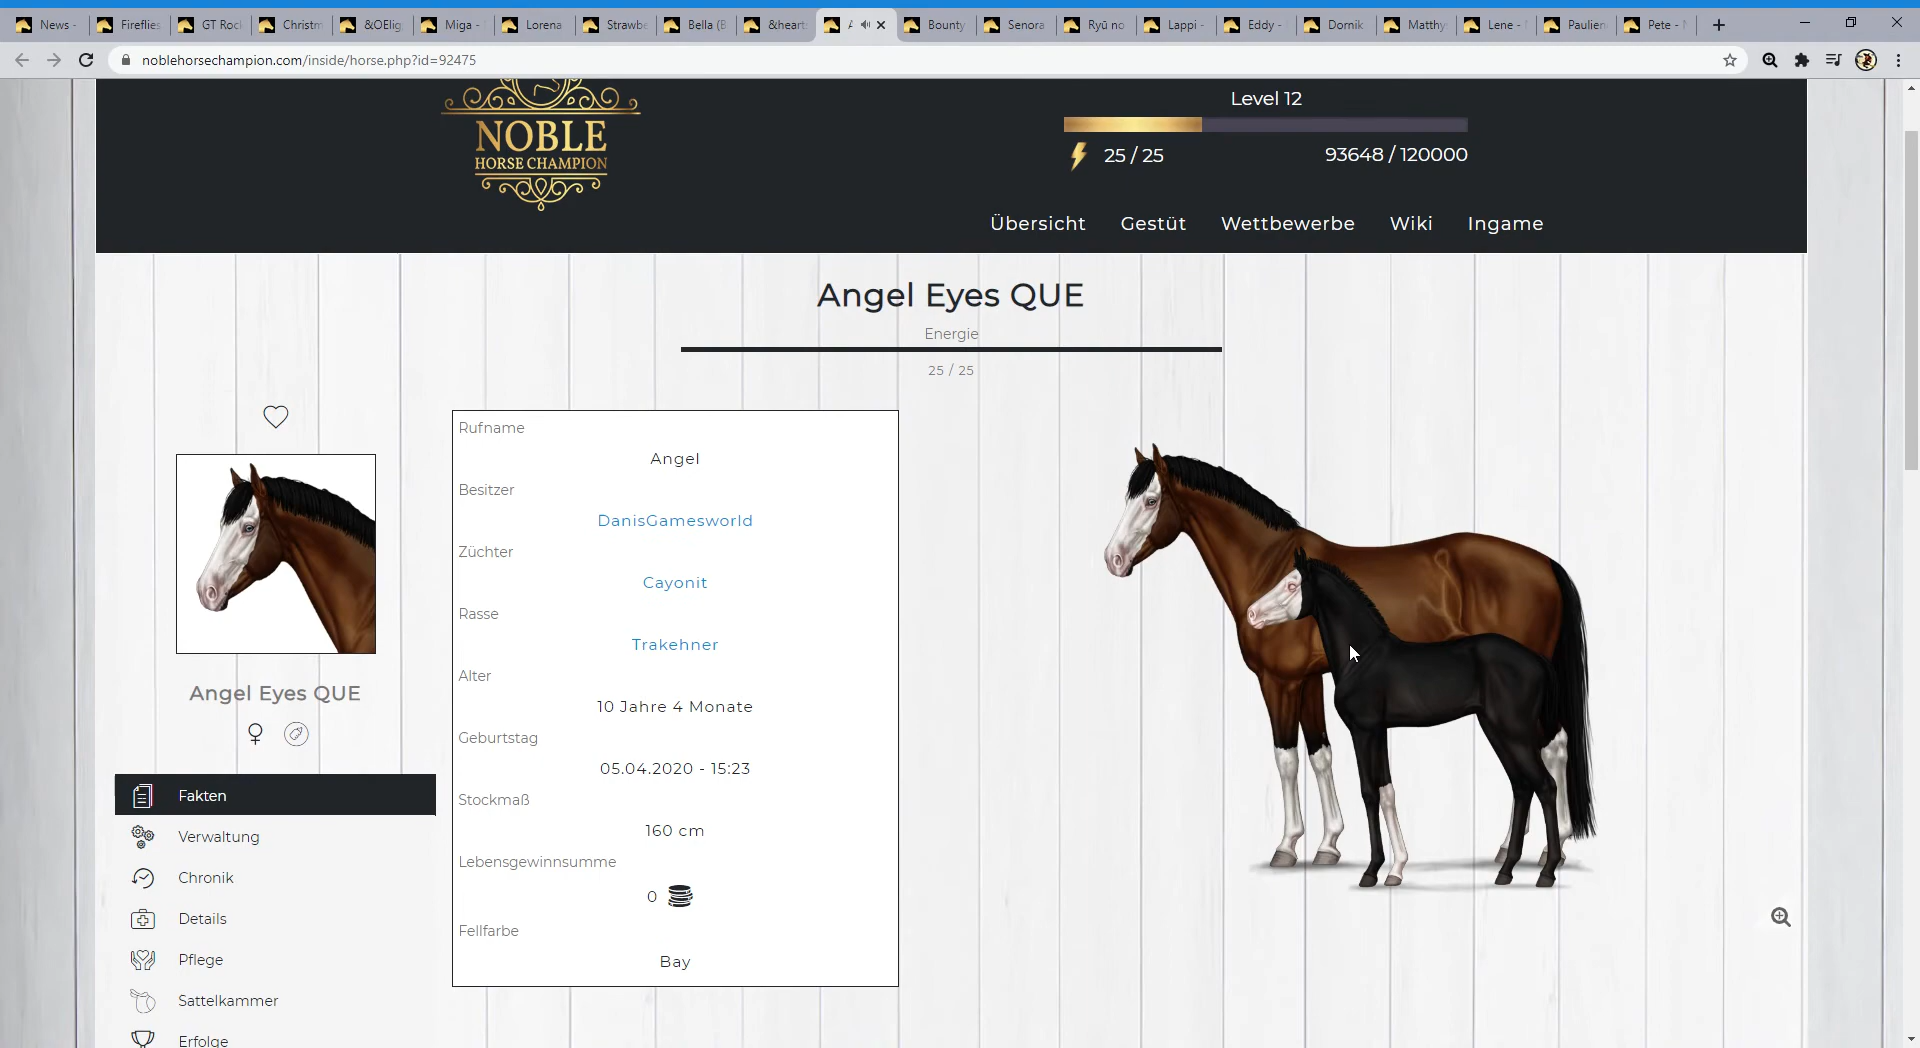 News -
Fireflies
GT Rock
Christm
&OElig
Miga -
Lorena
Strawbe
Bella (B
&heart
A
Bounty
Senora
Ryū no
Lappi -
Eddy -
Dornik
Matthy
Lene -
Paulien
Pete -
noblehorsechampion.com/inside/horse.php?id=92475
NOBLE
HORSE CHAMPION
Level 12
25 / 25
93648 / 120000
Übersicht Gestüt Wettbewerbe Wiki Ingame
Angel Eyes QUE
Energie
25 / 25
Rufname
Angel
Besitzer
DanisGamesworld
Züchter
Cayonit
Rasse
Trakehner
Alter
10 Jahre 4 Monate
Geburtstag
05.04.2020 - 15:23
Stockmaß
160 cm
Lebensgewinnsumme
0
Fellfarbe
Bay
Angel Eyes QUE
Fakten
Verwaltung
Chronik
Details
Pflege
Sattelkammer
Erfolge